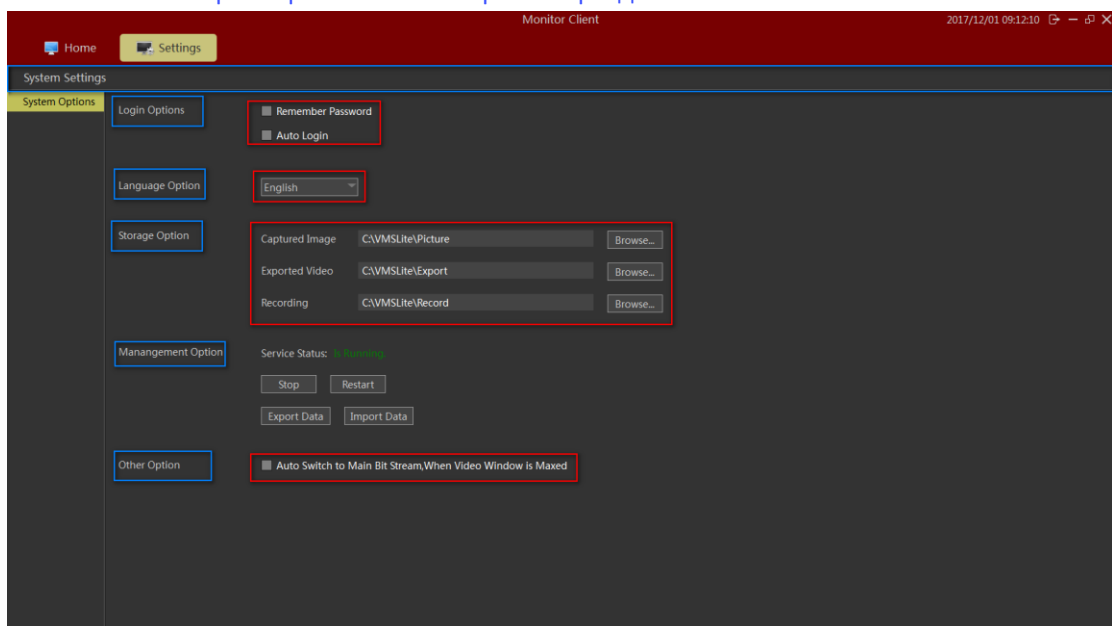 Monitor Client
2017/12/01 09:12:10
Home
Settings
System Settings
System Options
Login Options
Remember Password
Auto Login
Language Option
English
Storage Option
Captured Image C:\VMSLite\Picture Browse...
Exported Video C:\VMSLite\Export Browse...
Recording C:\VMSLite\Record Browse...
Manangement Option
Service Status: Is Running.
Stop Restart
Export Data Import Data
Other Option
Auto Switch to Main Bit Stream,When Video Window is Maxed